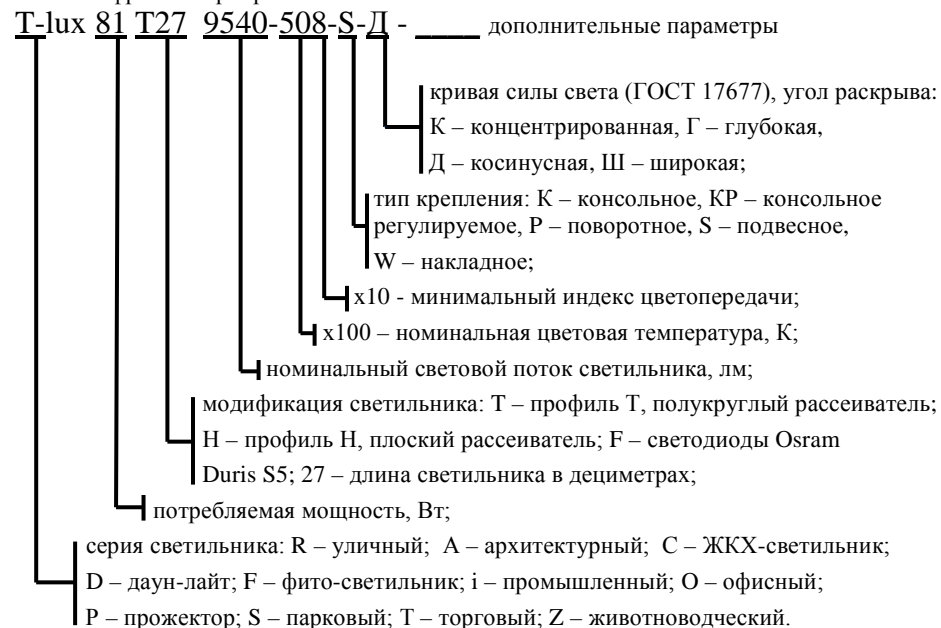 T-lux 81 T27 9540-508-S-Д - _____ дополнительные параметры
кривая силы света (ГОСТ 17677), угол раскрыва:
К – концентрированная, Г – глубокая,
Д – косинусная, Ш – широкая;
тип крепления: К – консольное, КР – консольное
регулируемое, Р – поворотное, S – подвесное,
W – накладное;
x10 - минимальный индекс цветопередачи;
x100 – номинальная цветовая температура, К;
номинальный световой поток светильника, лм;
модификация светильника: Т – профиль Т, полукруглый рассеиватель;
Н – профиль Н, плоский рассеиватель; F – светодиоды Osram
Duris S5; 27 – длина светильника в дециметрах;
потребляемая мощность, Вт;
серия светильника: R – уличный; A – архитектурный; C – ЖКХ-светильник;
D – даун-лайт; F – фито-светильник; i – промышленный; O – офисный;
P – прожектор; S – парковый; T – торговый; Z – животноводческий.